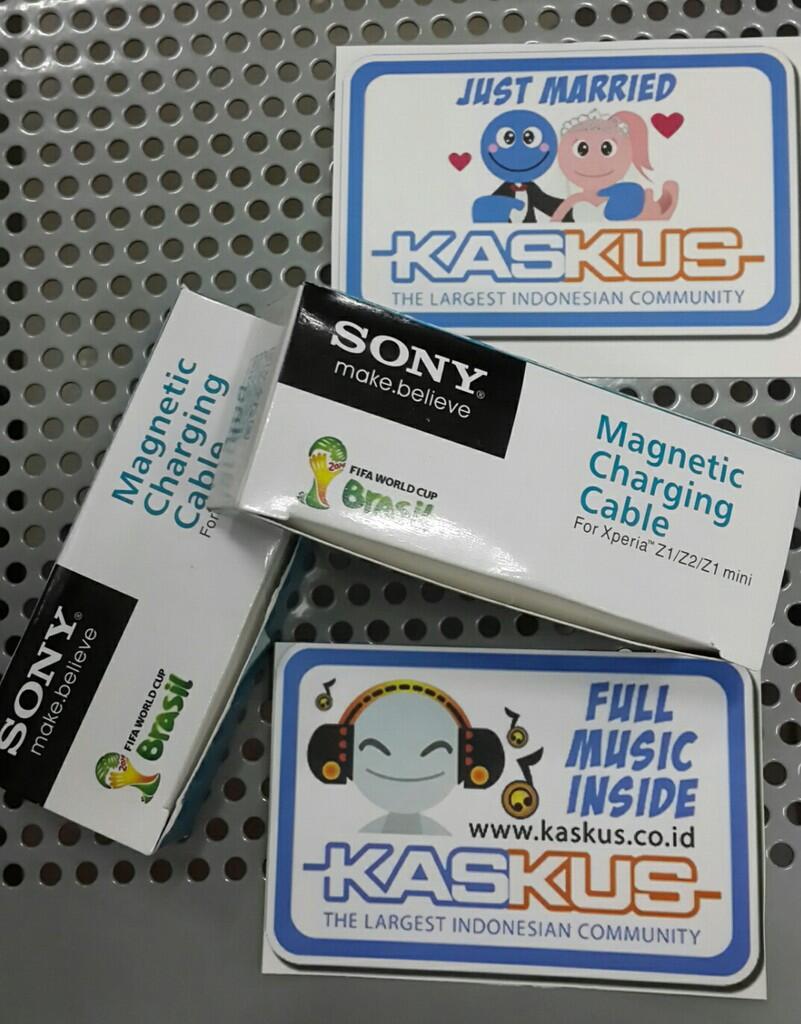 JUST MARRIED
KASKUS
THE LARGEST INDONESIAN COMMUNITY
SONY®
make.believe
FIFA WORLD CUP
Brasil
Magnetic
Charging
Cable
For Xperia™ Z1/Z2/Z1 mini
Magnetic
Charging
Cable
For
SONY®
make.believe
FIFA WORLD CUP
Brasil
FULL
MUSIC
INSIDE
www.kaskus.co.id
KASKUS
THE LARGEST INDONESIAN COMMUNITY